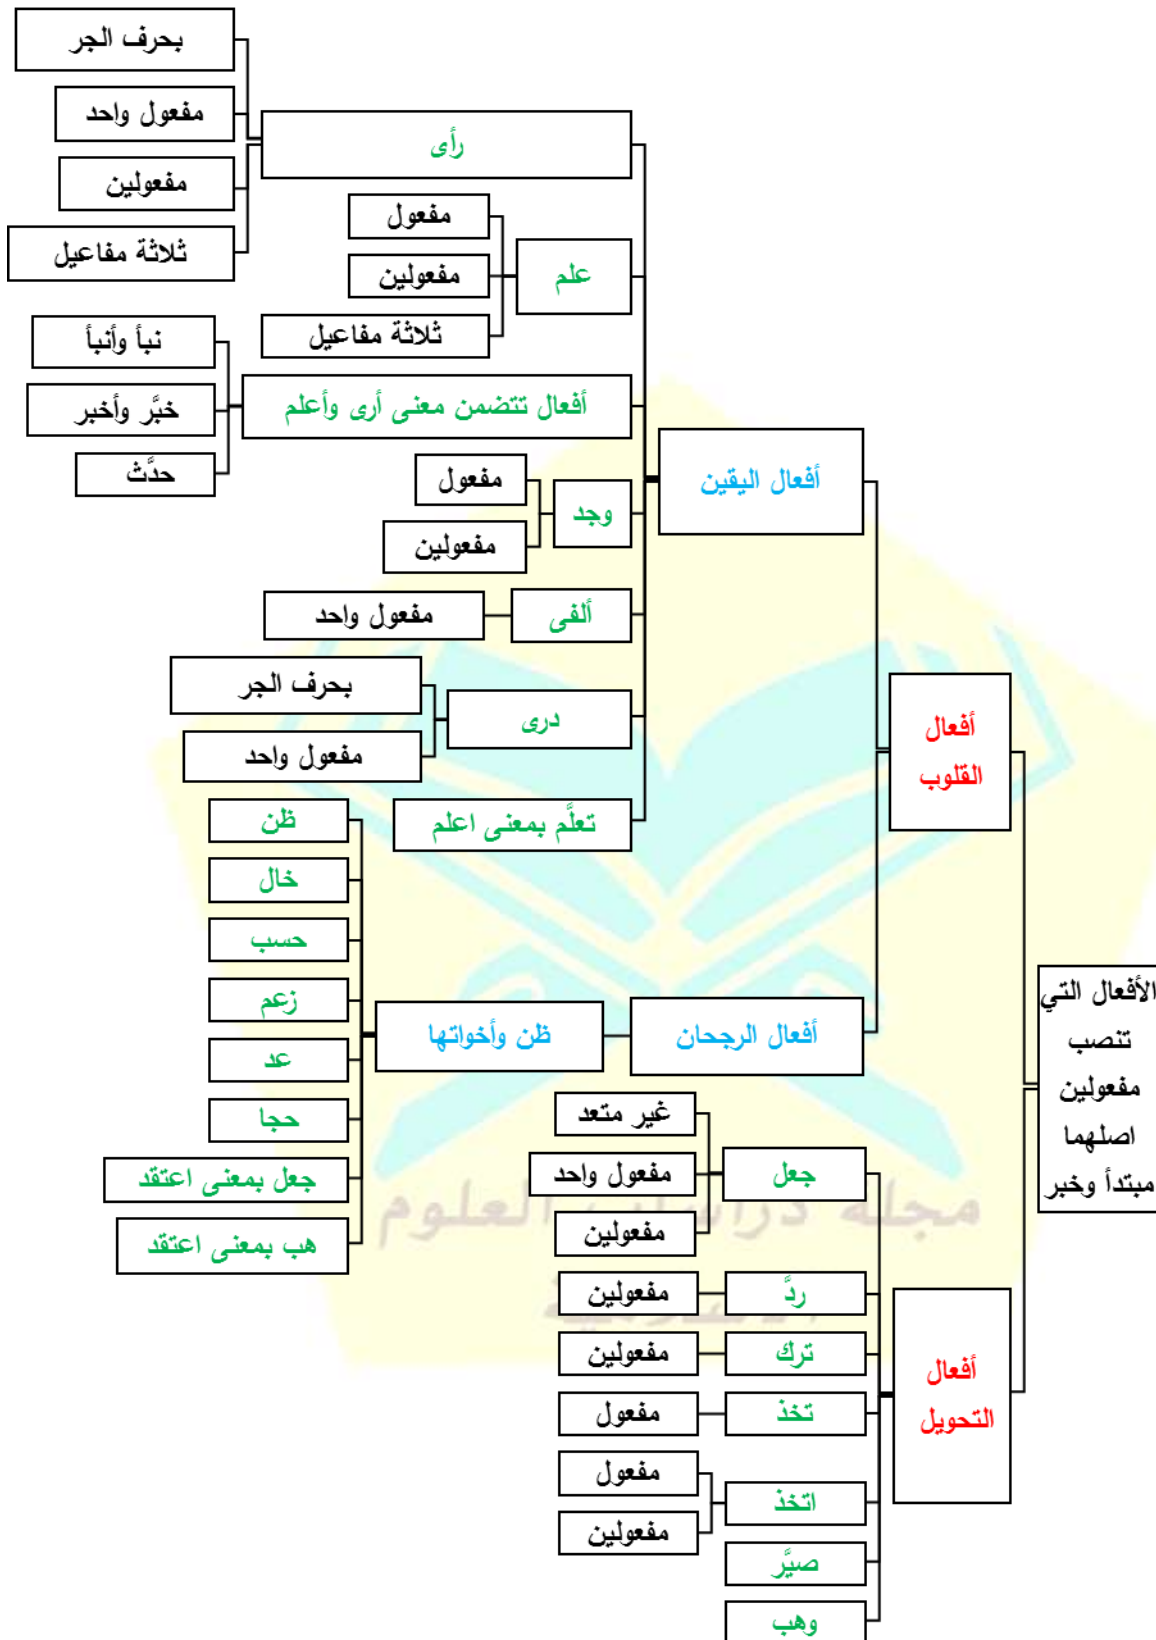 الأفعال التي
تنصب
مفعولين
اصلهما
مبتدأ وخبر
أفعال
القلوب
أفعال اليقين
رأى
بحرف الجر
مفعول واحد
مفعولين
ثلاثة مفاعيل
علم
مفعول
مفعولين
ثلاثة مفاعيل
أفعال تتضمن معنى أرى وأعلم
نبأ وأنبأ
خبَّر وأخبر
حدَّث
وجد
مفعول
مفعولين
ألفى
مفعول واحد
درى
بحرف الجر
مفعول واحد
تعلَّم بمعنى اعلم
أفعال الرجحان
ظن وأخواتها
ظن
خال
حسب
زعم
عد
حجا
جعل بمعنى اعتقد
هب بمعنى اعتقد
أفعال
التحويل
جعل
غير متعد
مفعول واحد
مفعولين
ردَّ
مفعولين
ترك
مفعولين
تخذ
مفعول
اتخذ
مفعول
مفعولين
صيَّر
وهب
مجلة دراسات العلوم
الاسلامية